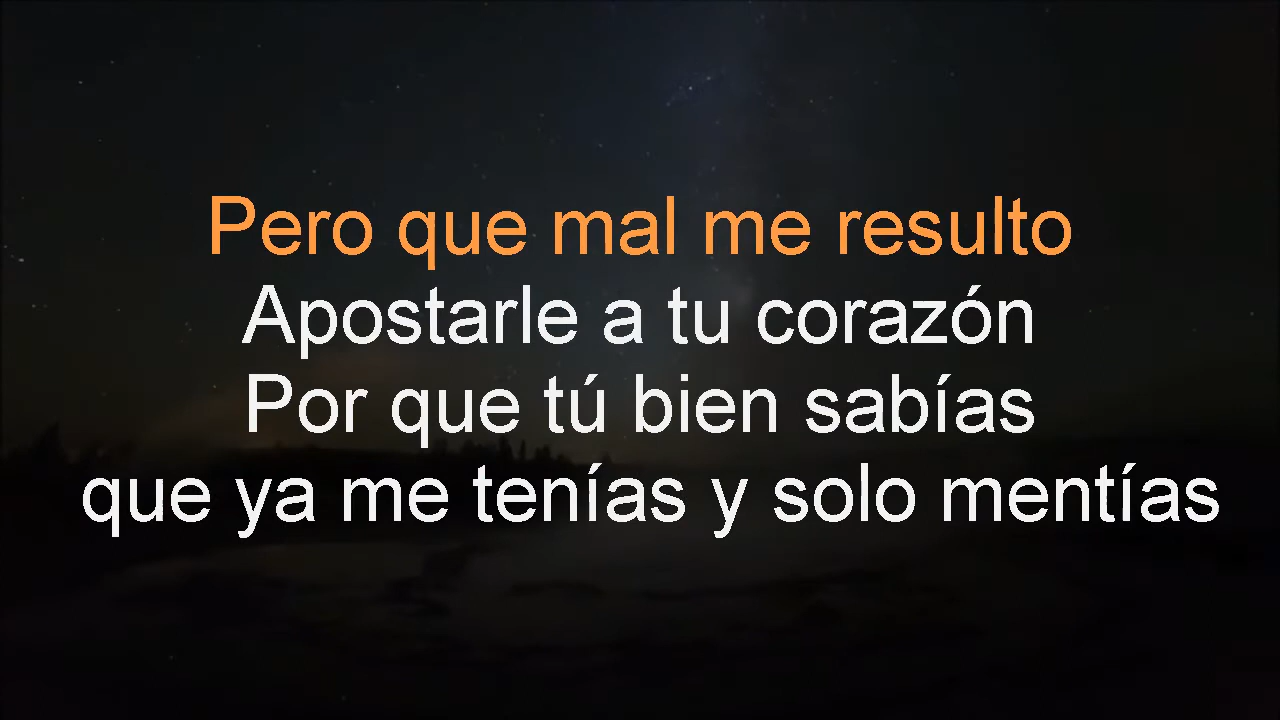 Pero que mal me resulto
Apostarle a tu corazón
Por que tú bien sabías
que ya me tenías y solo mentías